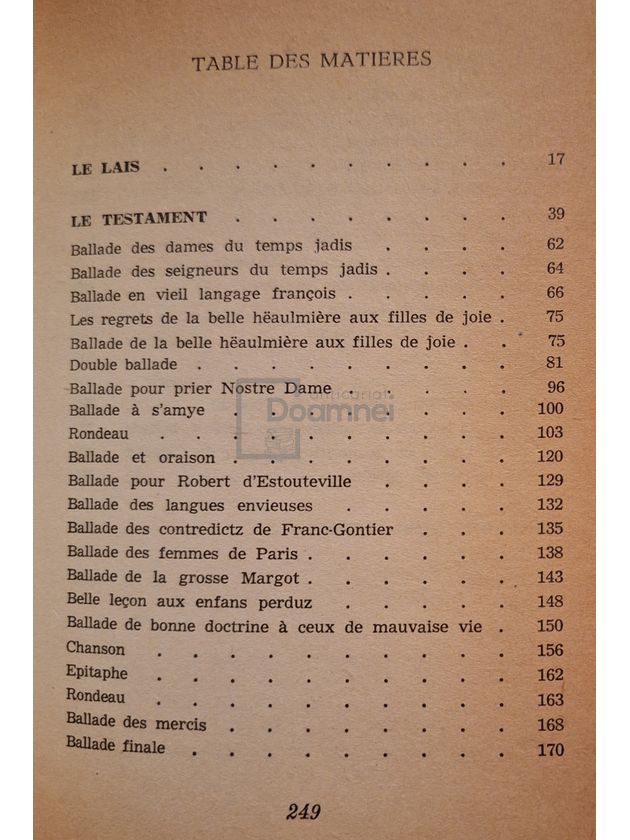 TABLE DES MATIERES
LE LAIS . . . . . . . . . . 17
LE TESTAMENT . . . . . . . . 39
Ballade des dames du temps jadis . . . . 62
Ballade des seigneurs du temps jadis . . . . 64
Ballade en vieil langage françois . . . . . 66
Les regrets de la belle hëaulmière aux filles de joie . 75
Ballade de la belle hëaulmière aux filles de joie . . 75
Double ballade . . . . . . . . . 81
Ballade pour prier Nostre Dame . . . . . 96
Ballade à s'amye . . . . . . . . 100
Rondeau . . . . . . . . . . 103
Ballade et oraison . . . . . . . . 120
Ballade pour Robert d'Estouteville . . . . 129
Ballade des langues envieuses . . . . . 132
Ballade des contredictz de Franc-Gontier . . . 135
Ballade des femmes de Paris . . . . . . 138
Ballade de la grosse Margot . . . . . . 143
Belle leçon aux enfans perduz . . . . . 148
Ballade de bonne doctrine à ceux de mauvaise vie . 150
Chanson . . . . . . . . . . 156
Epitaphe . . . . . . . . . . 162
Rondeau . . . . . . . . . . 163
Ballade des mercis . . . . . . . . 168
Ballade finale . . . . . . . . . 170
249
anticariat
Doamnei